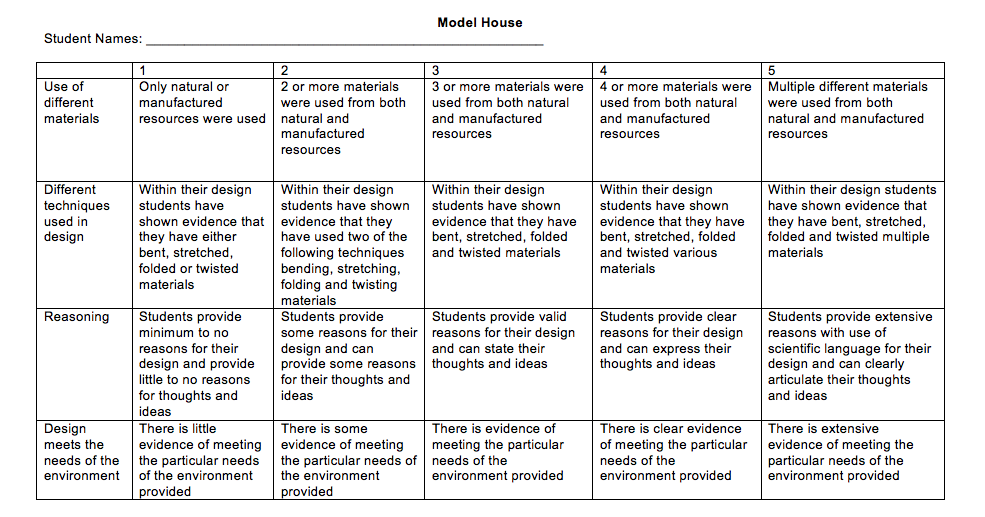 Model House
Student Names: ___________________________________________________
1
2
3
4
5
Use of
different
materials
Only natural or
manufactured
resources were used
2 or more materials
were used from both
natural and
manufactured
resources
3 or more materials were
used from both natural
and manufactured
resources
4 or more materials were
used from both natural
and manufactured
resources
Multiple different materials
were used from both
natural and manufactured
resources
Different
techniques
used in
design
Within their design
students have
shown evidence that
they have either
bent, stretched,
folded or twisted
materials
Within their design
students have shown
evidence that they
have used two of the
following techniques
bending, stretching,
folding and twisting
materials
Within their design
students have shown
evidence that they have
bent, stretched, folded
and twisted materials
Within their design
students have shown
evidence that they have
bent, stretched, folded
and twisted various
materials
Within their design students
have shown evidence that
they have bent, stretched,
folded and twisted multiple
materials
Reasoning
Students provide
minimum to no
reasons for their
design and provide
little to no reasons
for thoughts and
ideas
Students provide
some reasons for their
design and can
provide some reasons
for their thoughts and
ideas
Students provide valid
reasons for their design
and can state their
thoughts and ideas
Students provide clear
reasons for their design
and can express their
thoughts and ideas
Students provide extensive
reasons with use of
scientific language for their
design and can clearly
articulate their thoughts
and ideas
Design
meets the
needs of the
environment
There is little
evidence of meeting
the particular needs
of the environment
provided
There is some
evidence of meeting
the particular needs of
the environment
provided
There is evidence of
meeting the particular
needs of the
environment provided
There is clear evidence
of meeting the particular
needs of the
environment provided
There is extensive
evidence of meeting the
particular needs of the
environment provided